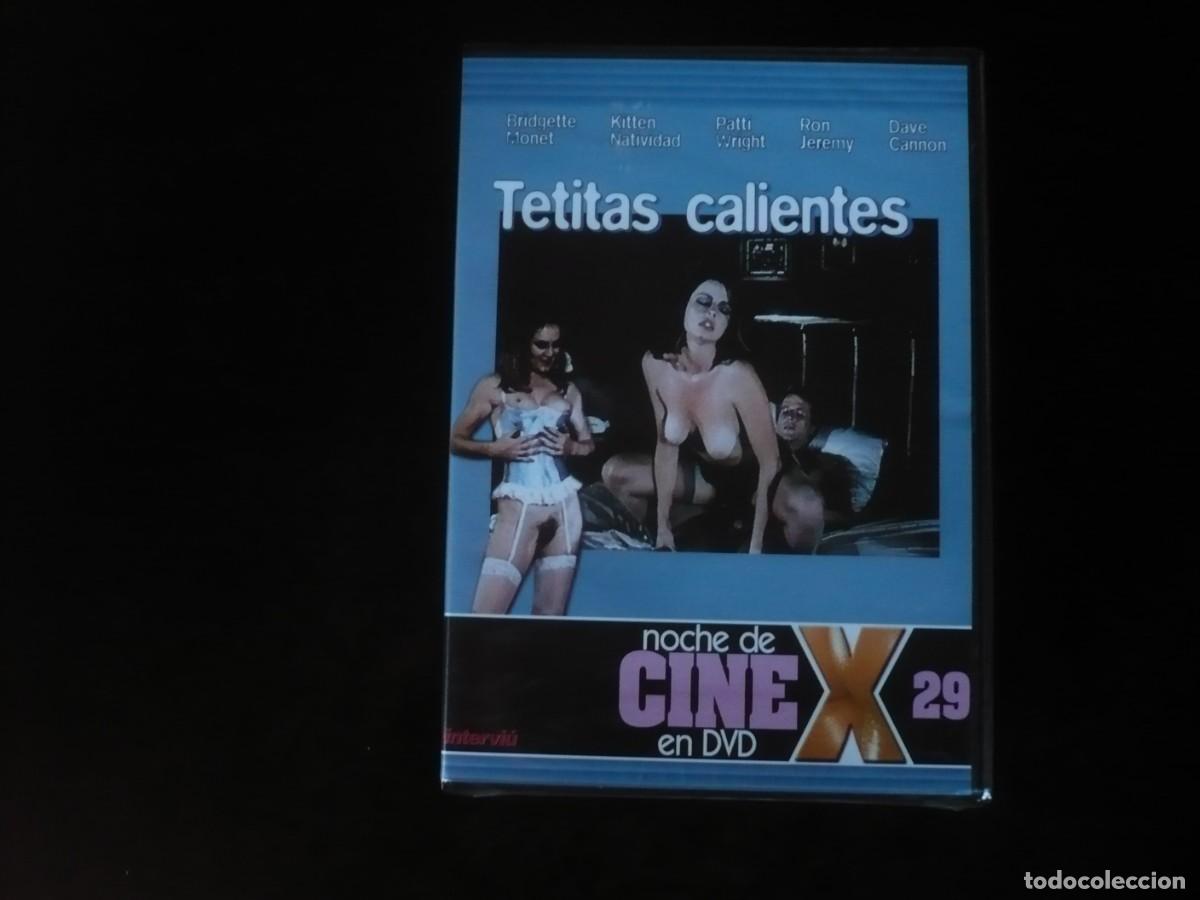 Bridgette Kitten Patti Ron Dave
Monet Natividad Wright Jeremy Cannon
Tetitas calientes
noche de
CINE X 29
en DVD
interviú
todocoleccion